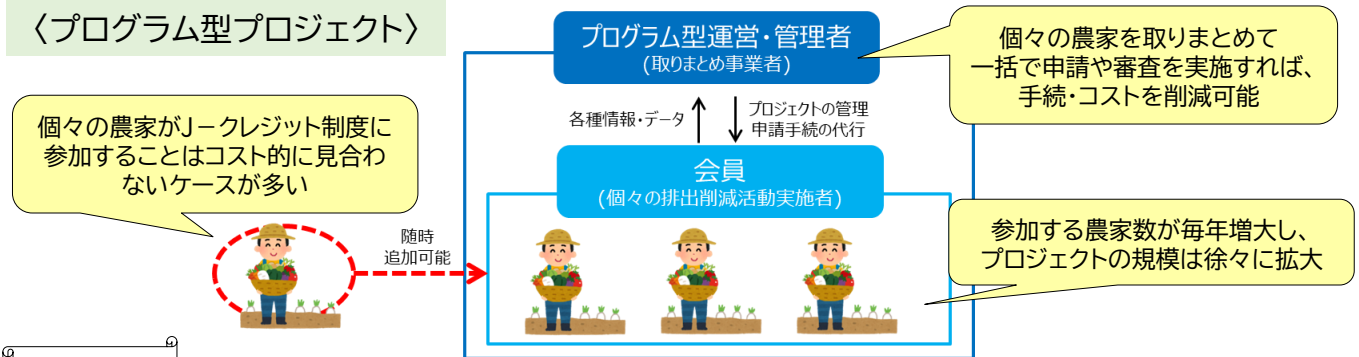 〈プログラム型プロジェクト〉
プログラム型運営・管理者
(取りまとめ事業者)
個々の農家を取りまとめて
一括で申請や審査を実施すれば、
手続・コストを削減可能
各種情報・データ
プロジェクトの管理
申請手続の代行
個々の農家がJ－クレジット制度に
参加することはコスト的に見合わ
ないケースが多い
会員
(個々の排出削減活動実施者)
随時
追加可能
参加する農家数が毎年増大し、
プロジェクトの規模は徐々に拡大